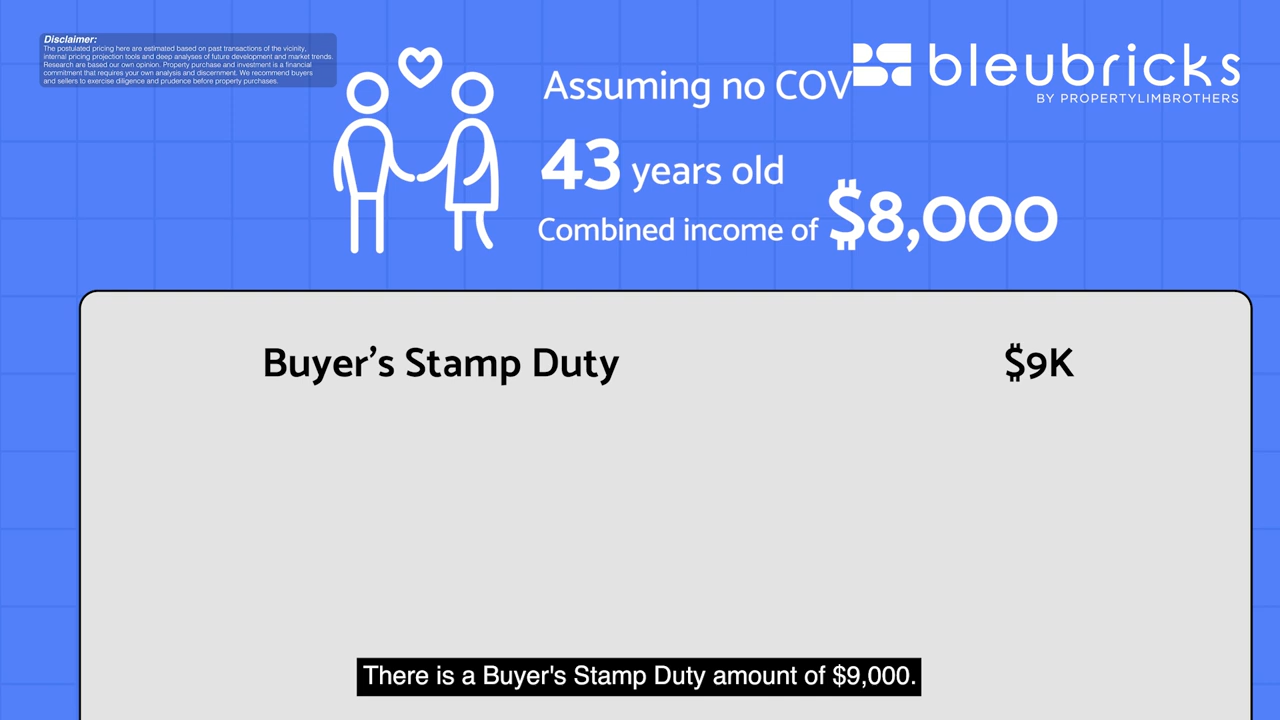 Disclaimer:
The postulated pricing here are estimated based on past transactions of the vicinity,
internal pricing projection tools and deep analyses of future development and market trends.
Research are based our own opinion. Property purchase and investment is a financial
commitment that requires your own analysis and discernment. We recommend buyers
and sellers to exercise diligence and prudence before property purchases.
Assuming no COV
bleubricks
BY PROPERTYLIMBROTHERS
43 years old
Combined income of $8,000
Buyer's Stamp Duty $9K
There is a Buyer's Stamp Duty amount of $9,000.